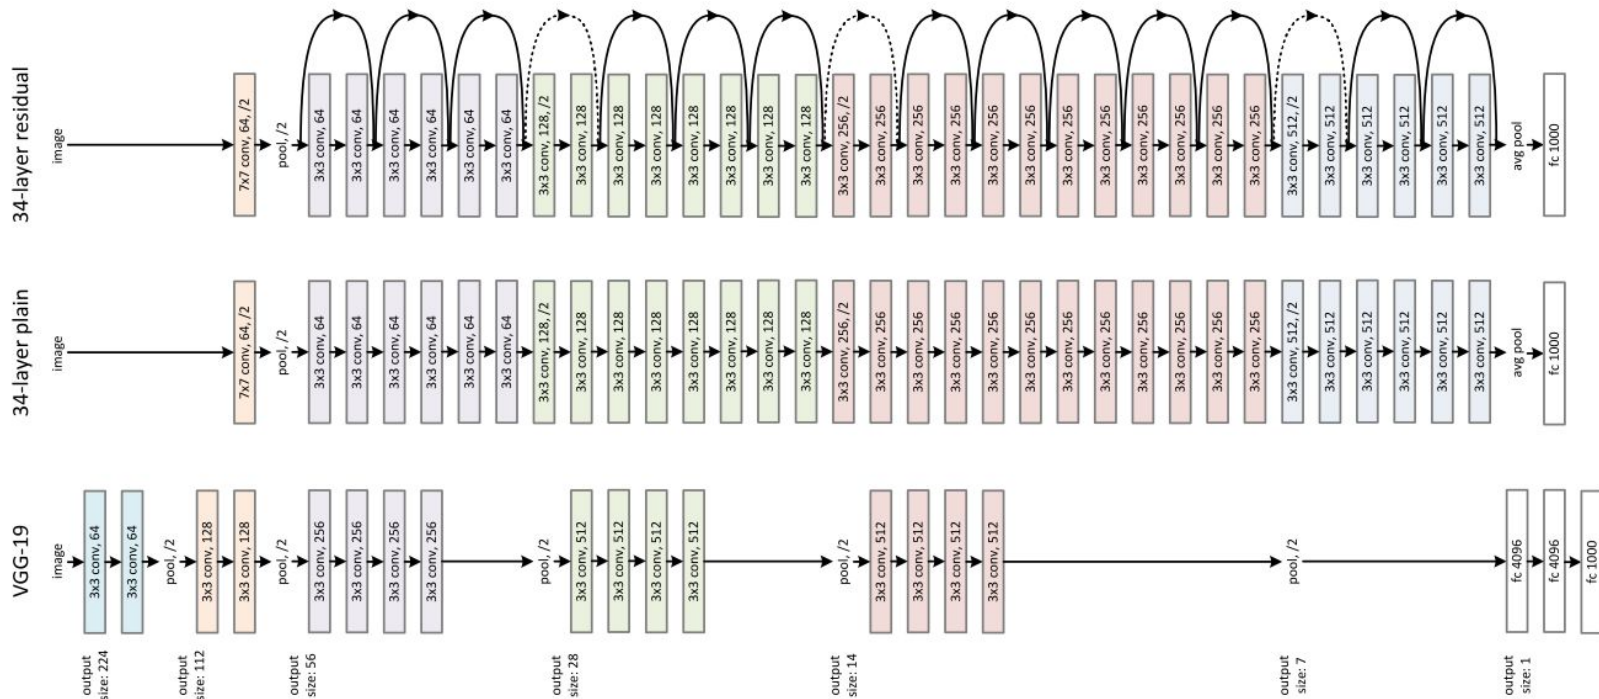 34-layer residual
image
7x7 conv, 64, /2
pool, /2
3x3 conv, 64
3x3 conv, 64
3x3 conv, 64
3x3 conv, 64
3x3 conv, 64
3x3 conv, 64
3x3 conv, 128, /2
3x3 conv, 128
3x3 conv, 128
3x3 conv, 128
3x3 conv, 128
3x3 conv, 128
3x3 conv, 128
3x3 conv, 128
3x3 conv, 256, /2
3x3 conv, 256
3x3 conv, 256
3x3 conv, 256
3x3 conv, 256
3x3 conv, 256
3x3 conv, 256
3x3 conv, 256
3x3 conv, 256
3x3 conv, 256
3x3 conv, 256
3x3 conv, 256
3x3 conv, 512, /2
3x3 conv, 512
3x3 conv, 512
3x3 conv, 512
3x3 conv, 512
3x3 conv, 512
avg pool
fc 1000
34-layer plain
image
7x7 conv, 64, /2
pool, /2
3x3 conv, 64
3x3 conv, 64
3x3 conv, 64
3x3 conv, 64
3x3 conv, 64
3x3 conv, 64
3x3 conv, 128, /2
3x3 conv, 128
3x3 conv, 128
3x3 conv, 128
3x3 conv, 128
3x3 conv, 128
3x3 conv, 128
3x3 conv, 128
3x3 conv, 256, /2
3x3 conv, 256
3x3 conv, 256
3x3 conv, 256
3x3 conv, 256
3x3 conv, 256
3x3 conv, 256
3x3 conv, 256
3x3 conv, 256
3x3 conv, 256
3x3 conv, 256
3x3 conv, 256
3x3 conv, 512, /2
3x3 conv, 512
3x3 conv, 512
3x3 conv, 512
3x3 conv, 512
3x3 conv, 512
avg pool
fc 1000
VGG-19
image
3x3 conv, 64
3x3 conv, 64
pool, /2
3x3 conv, 128
3x3 conv, 128
pool, /2
3x3 conv, 256
3x3 conv, 256
3x3 conv, 256
3x3 conv, 256
pool, /2
3x3 conv, 512
3x3 conv, 512
3x3 conv, 512
3x3 conv, 512
pool, /2
3x3 conv, 512
3x3 conv, 512
3x3 conv, 512
3x3 conv, 512
pool, /2
fc 4096
fc 4096
fc 1000
output
size: 224
output
size: 112
output
size: 56
output
size: 28
output
size: 14
output
size: 7
output
size: 1